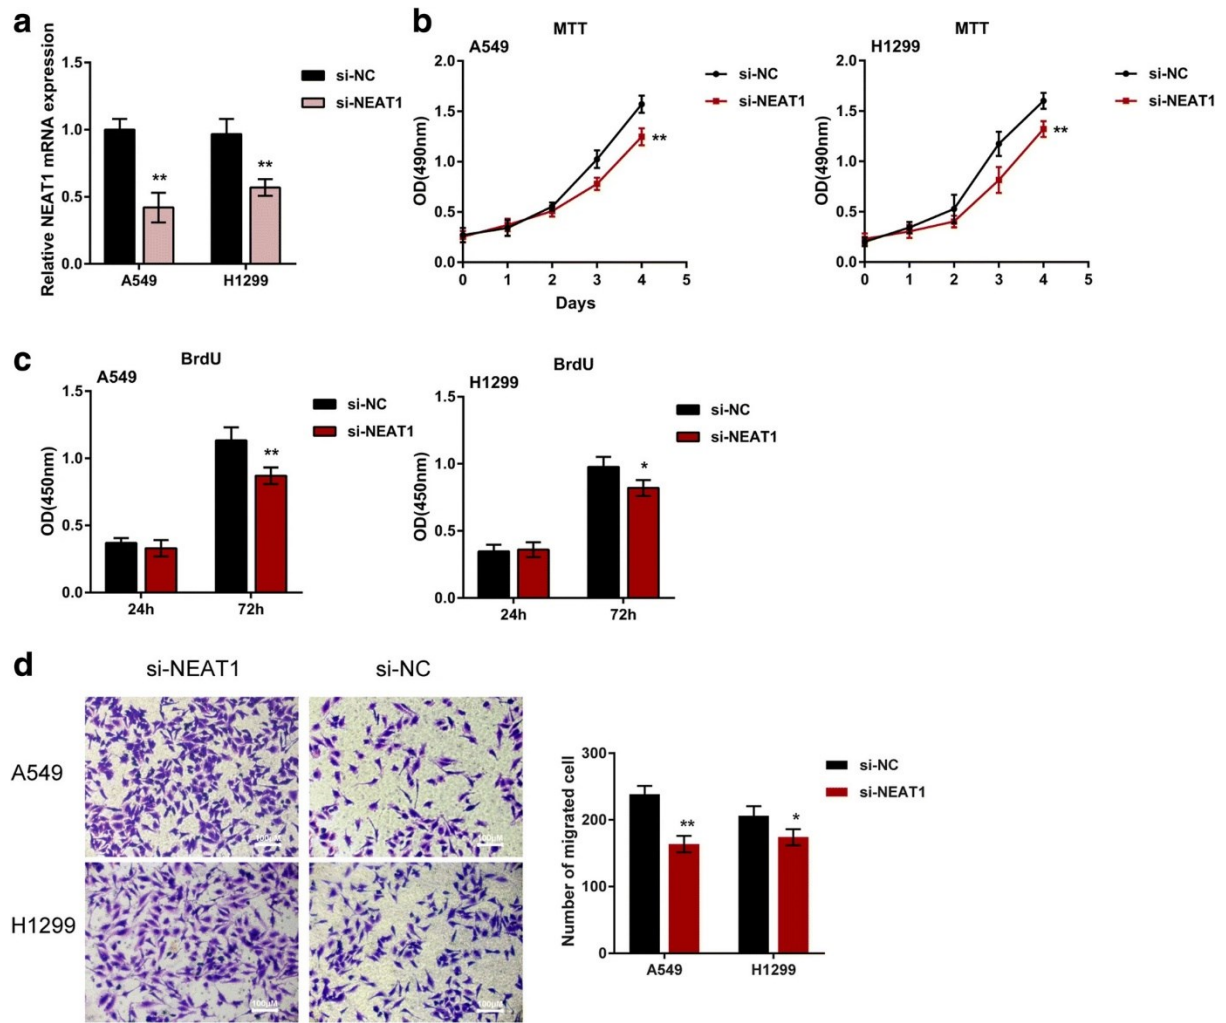 a
Relative NEAT1 mRNA expression
1.5
1.0
0.5
0.0
**
**
A549
H1299
si-NC
si-NEAT1
b
MTT
A549
OD(490nm)
2.0
1.5
1.0
0.5
0.0
**
0 1 2 3 4 5
Days
si-NC
si-NEAT1
MTT
H1299
OD(490nm)
2.0
1.5
1.0
0.5
0.0
**
0 1 2 3 4 5
si-NC
si-NEAT1
c
BrdU
A549
OD(450nm)
1.5
1.0
0.5
0.0
**
24h 72h
si-NC
si-NEAT1
BrdU
H1299
OD(450nm)
1.5
1.0
0.5
0.0
*
24h 72h
si-NC
si-NEAT1
d
si-NEAT1 si-NC
A549
100μM 100μM
H1299
100μM 100μM
Number of migrated cell
300
200
100
0
**
*
A549 H1299
si-NC
si-NEAT1